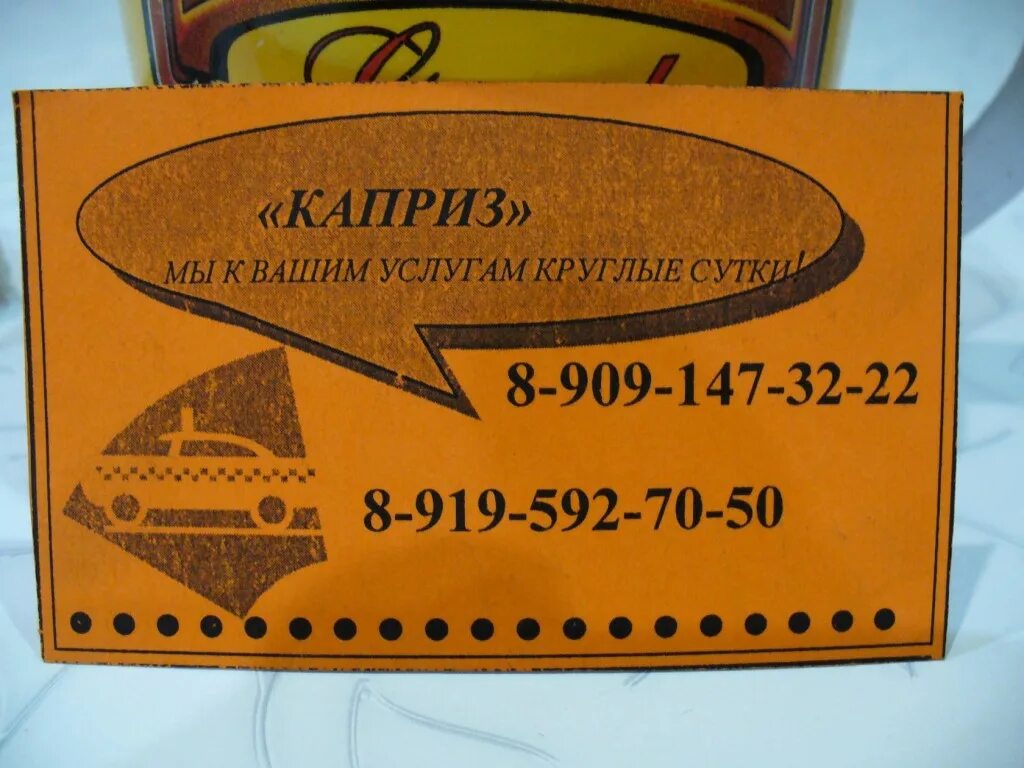 «КАПРИЗ»
МЫ К ВАШИМ УСЛУГАМ КРУГЛЫЕ СУТКИ!
8-909-147-32-22
8-919-592-70-50